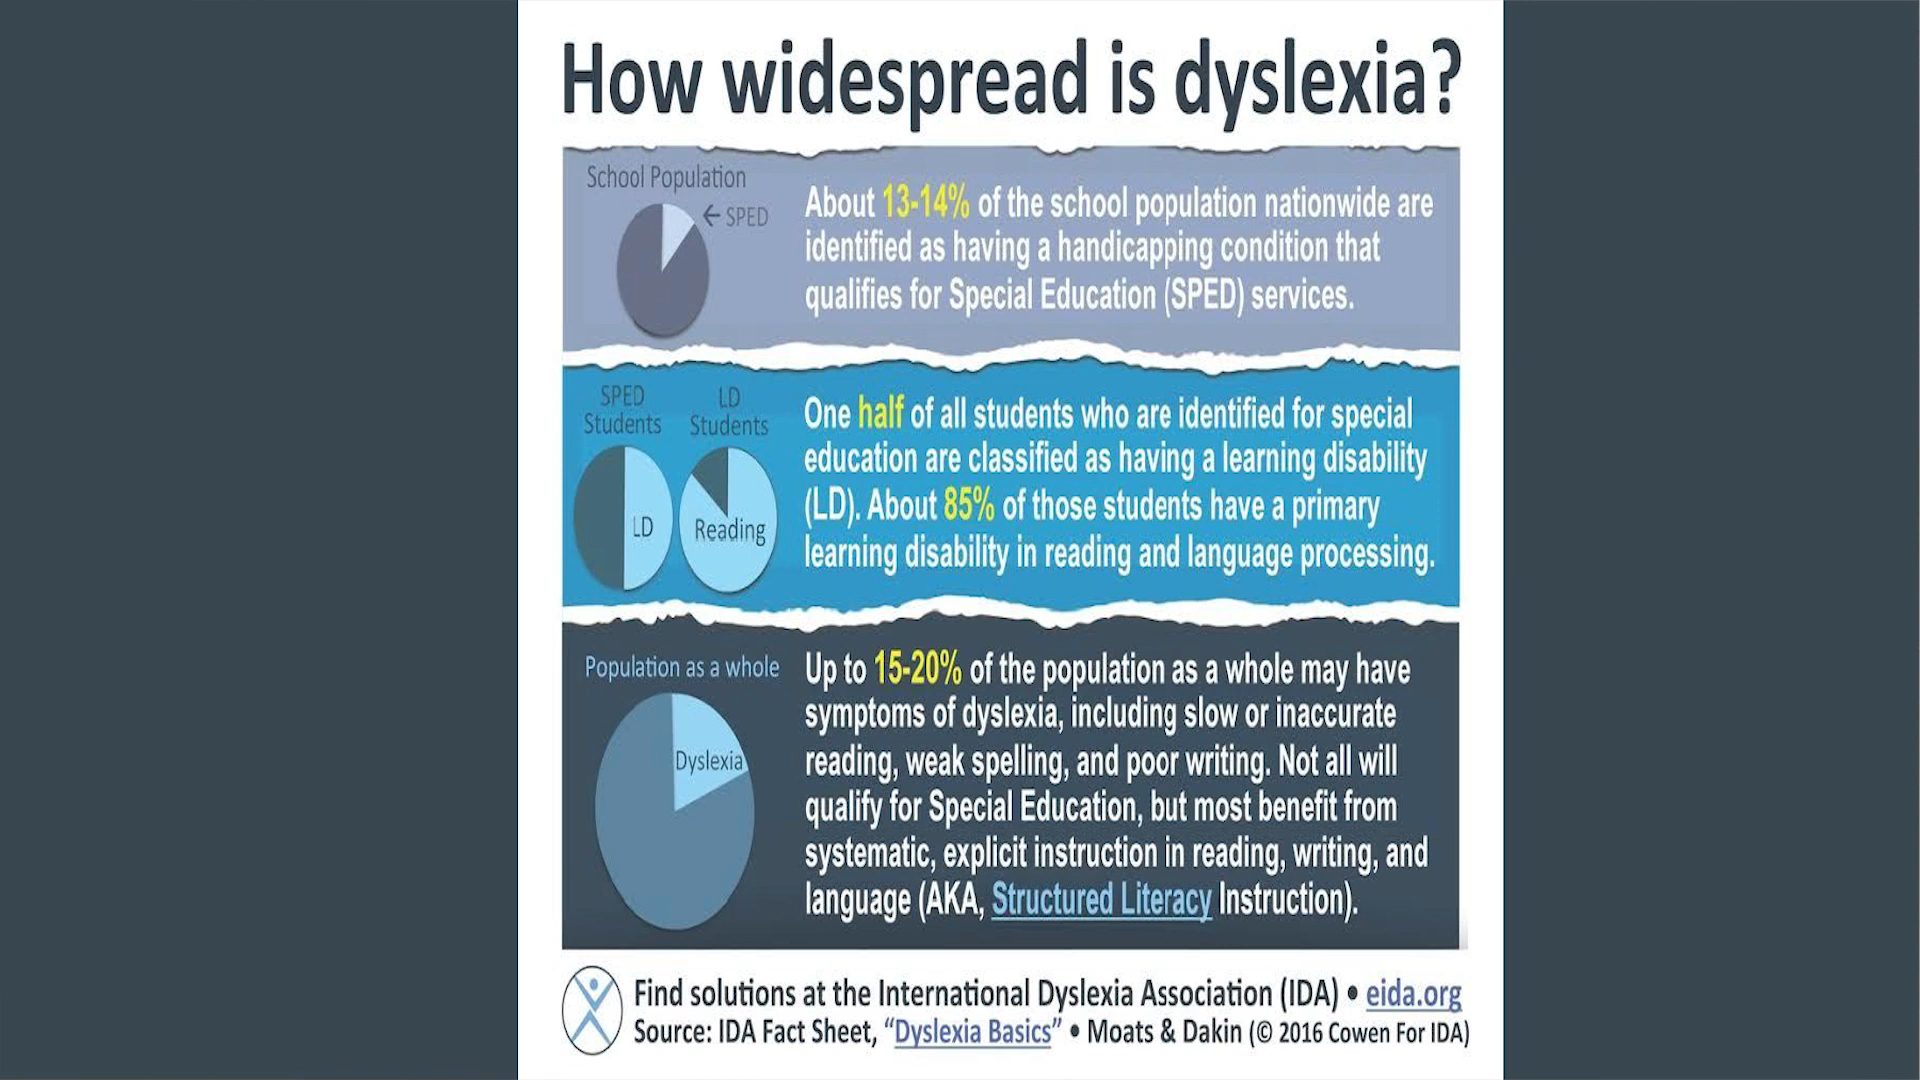 How widespread is dyslexia?
School Population
← SPED
About 13-14% of the school population nationwide are
identified as having a handicapping condition that
qualifies for Special Education (SPED) services.
SPED
Students
LD
Students
LD
Reading
One half of all students who are identified for special
education are classified as having a learning disability
(LD). About 85% of those students have a primary
learning disability in reading and language processing.
Population as a whole
Dyslexia
Up to 15-20% of the population as a whole may have
symptoms of dyslexia, including slow or inaccurate
reading, weak spelling, and poor writing. Not all will
qualify for Special Education, but most benefit from
systematic, explicit instruction in reading, writing, and
language (AKA, Structured Literacy Instruction).
Find solutions at the International Dyslexia Association (IDA) • eida.org
Source: IDA Fact Sheet, “Dyslexia Basics” • Moats & Dakin (© 2016 Cowen For IDA)